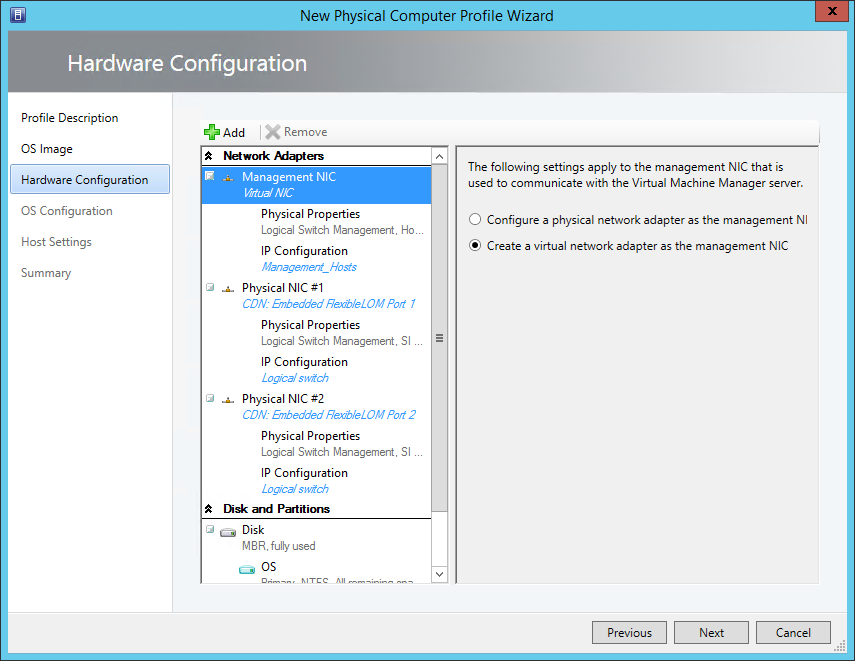 New Physical Computer Profile Wizard
Hardware Configuration
Profile Description
OS Image
Hardware Configuration
OS Configuration
Host Settings
Summary
Add
Remove
Network Adapters
Management NIC
Virtual NIC
Physical Properties
Logical Switch Management, Ho...
IP Configuration
Management_Hosts
Physical NIC #1
CDN: Embedded FlexibleLOM Port 1
Physical Properties
Logical Switch Management, SI ...
IP Configuration
Logical switch
Physical NIC #2
CDN: Embedded FlexibleLOM Port 2
Physical Properties
Logical Switch Management, SI ...
IP Configuration
Logical switch
Disk and Partitions
Disk
MBR, fully used
OS
Primary, NTFS, All remaining spa...
The following settings apply to the management NIC that is
used to communicate with the Virtual Machine Manager server.
Configure a physical network adapter as the management NI
Create a virtual network adapter as the management NIC
Previous
Next
Cancel